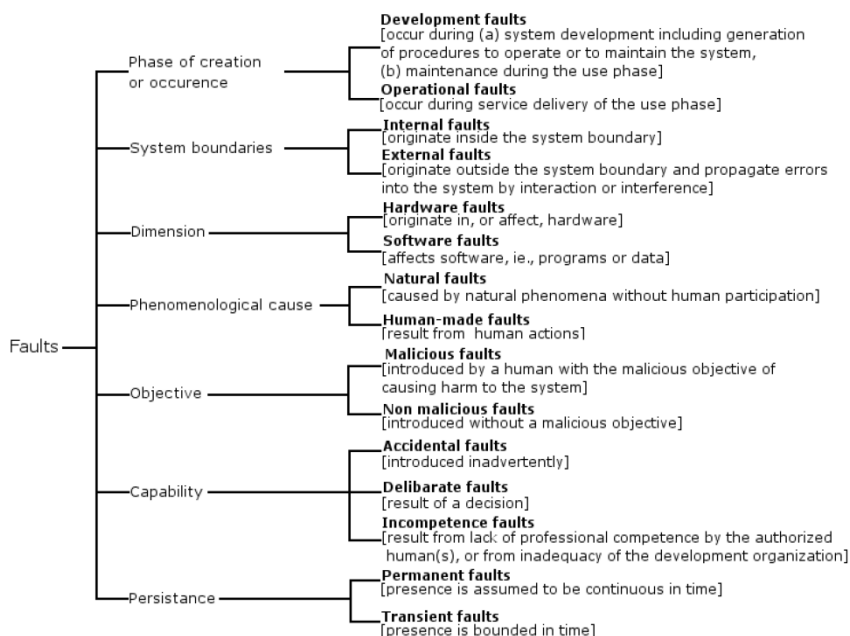 Development faults
[occur during (a) system development including generation
of procedures to operate or to maintain the system,
(b) maintenance during the use phase]
Phase of creation
or occurence
Operational faults
[occur during service delivery of the use phase]
Internal faults
[originate inside the system boundary]
System boundaries
External faults
[originate outside the system boundary and propagate errors
into the system by interaction or interference]
Hardware faults
[originate in, or affect, hardware]
Dimension
Software faults
[affects software, ie., programs or data]
Natural faults
[caused by natural phenomena without human participation]
Phenomenological cause
Human-made faults
[result from human actions]
Faults
Malicious faults
[introduced by a human with the malicious objective of
causing harm to the system]
Objective
Non malicious faults
[introduced without a malicious objective]
Accidental faults
[introduced inadvertently]
Capability
Delibarate faults
[result of a decision]
Incompetence faults
[result from lack of professional competence by the authorized
human(s), or from inadequacy of the development organization]
Permanent faults
[presence is assumed to be continuous in time]
Persistance
Transient faults
[presence is bounded in time]